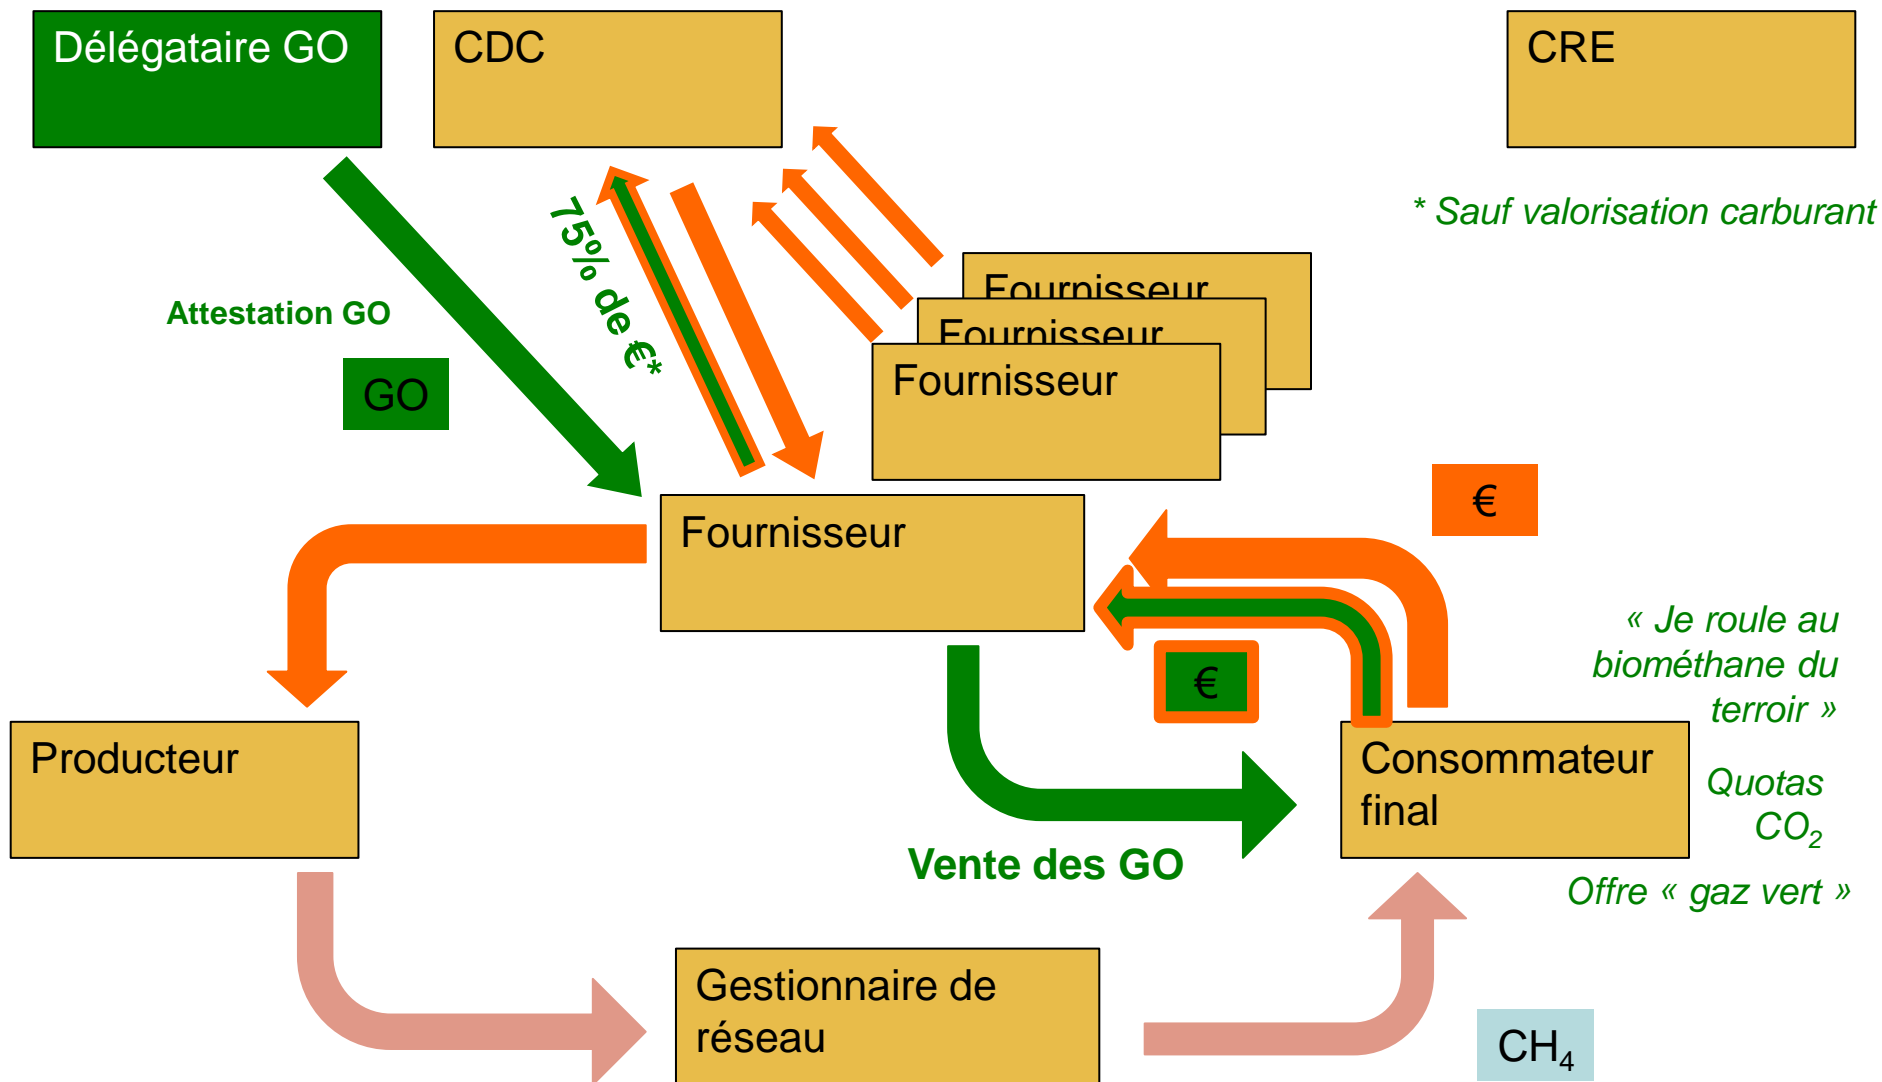 Délégataire GO
CDC
CRE
* Sauf valorisation carburant
75% de €*
Attestation GO
GO
Fournisseur
Fournisseur
Fournisseur
Fournisseur
€
€
« Je roule au
biométhane du
terroir »
Producteur
Consommateur
final
Quotas
CO₂
Vente des GO
Offre « gaz vert »
Gestionnaire de
réseau
CH₄